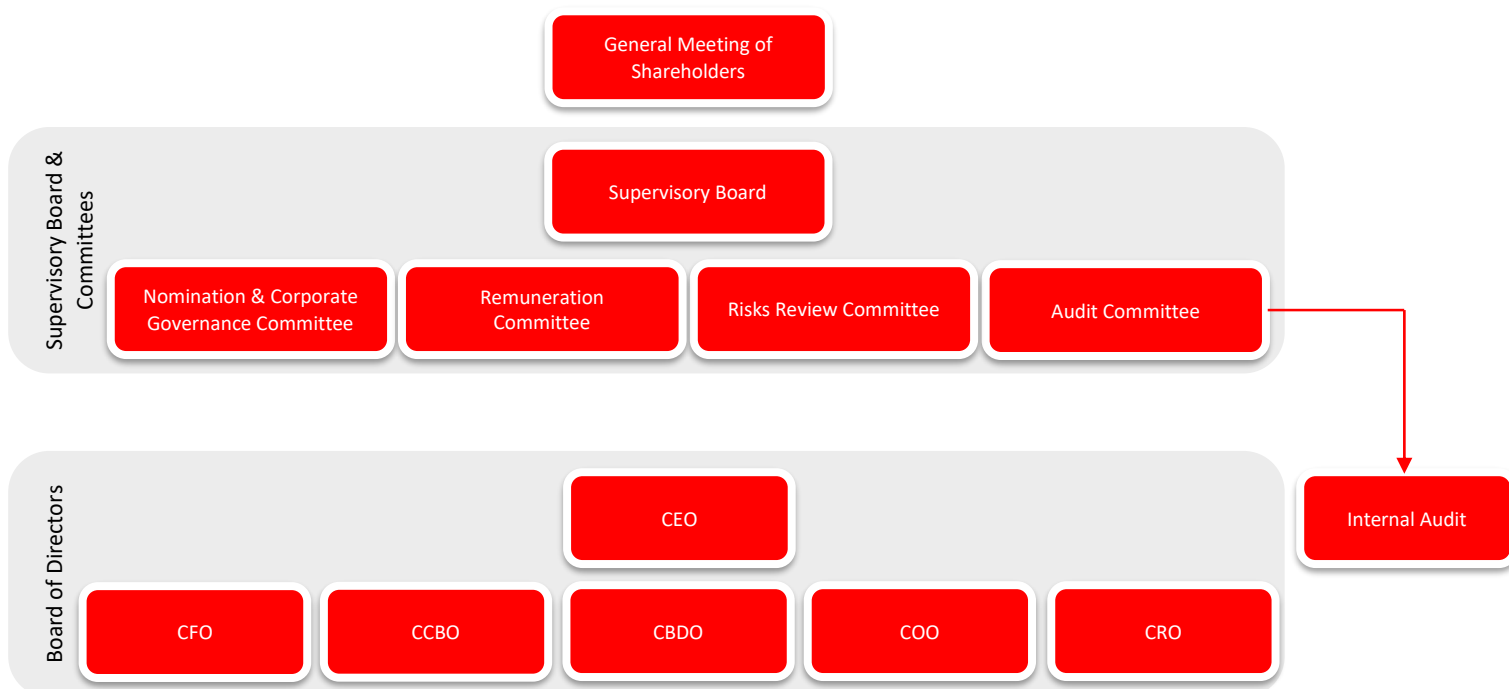 General Meeting of
Shareholders
Supervisory Board &
Committees
Supervisory Board
Nomination & Corporate
Governance Committee
Remuneration
Committee
Risks Review Committee
Audit Committee
Board of Directors
CEO
Internal Audit
CFO
CCBO
CBDO
COO
CRO